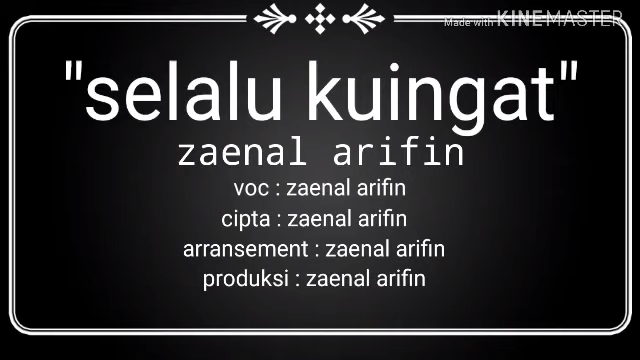 Made with KINEMASTER
"selalu kuingat"
zaenal arifin
voc : zaenal arifin
cipta : zaenal arifin
arransement : zaenal arifin
produksi : zaenal arifin